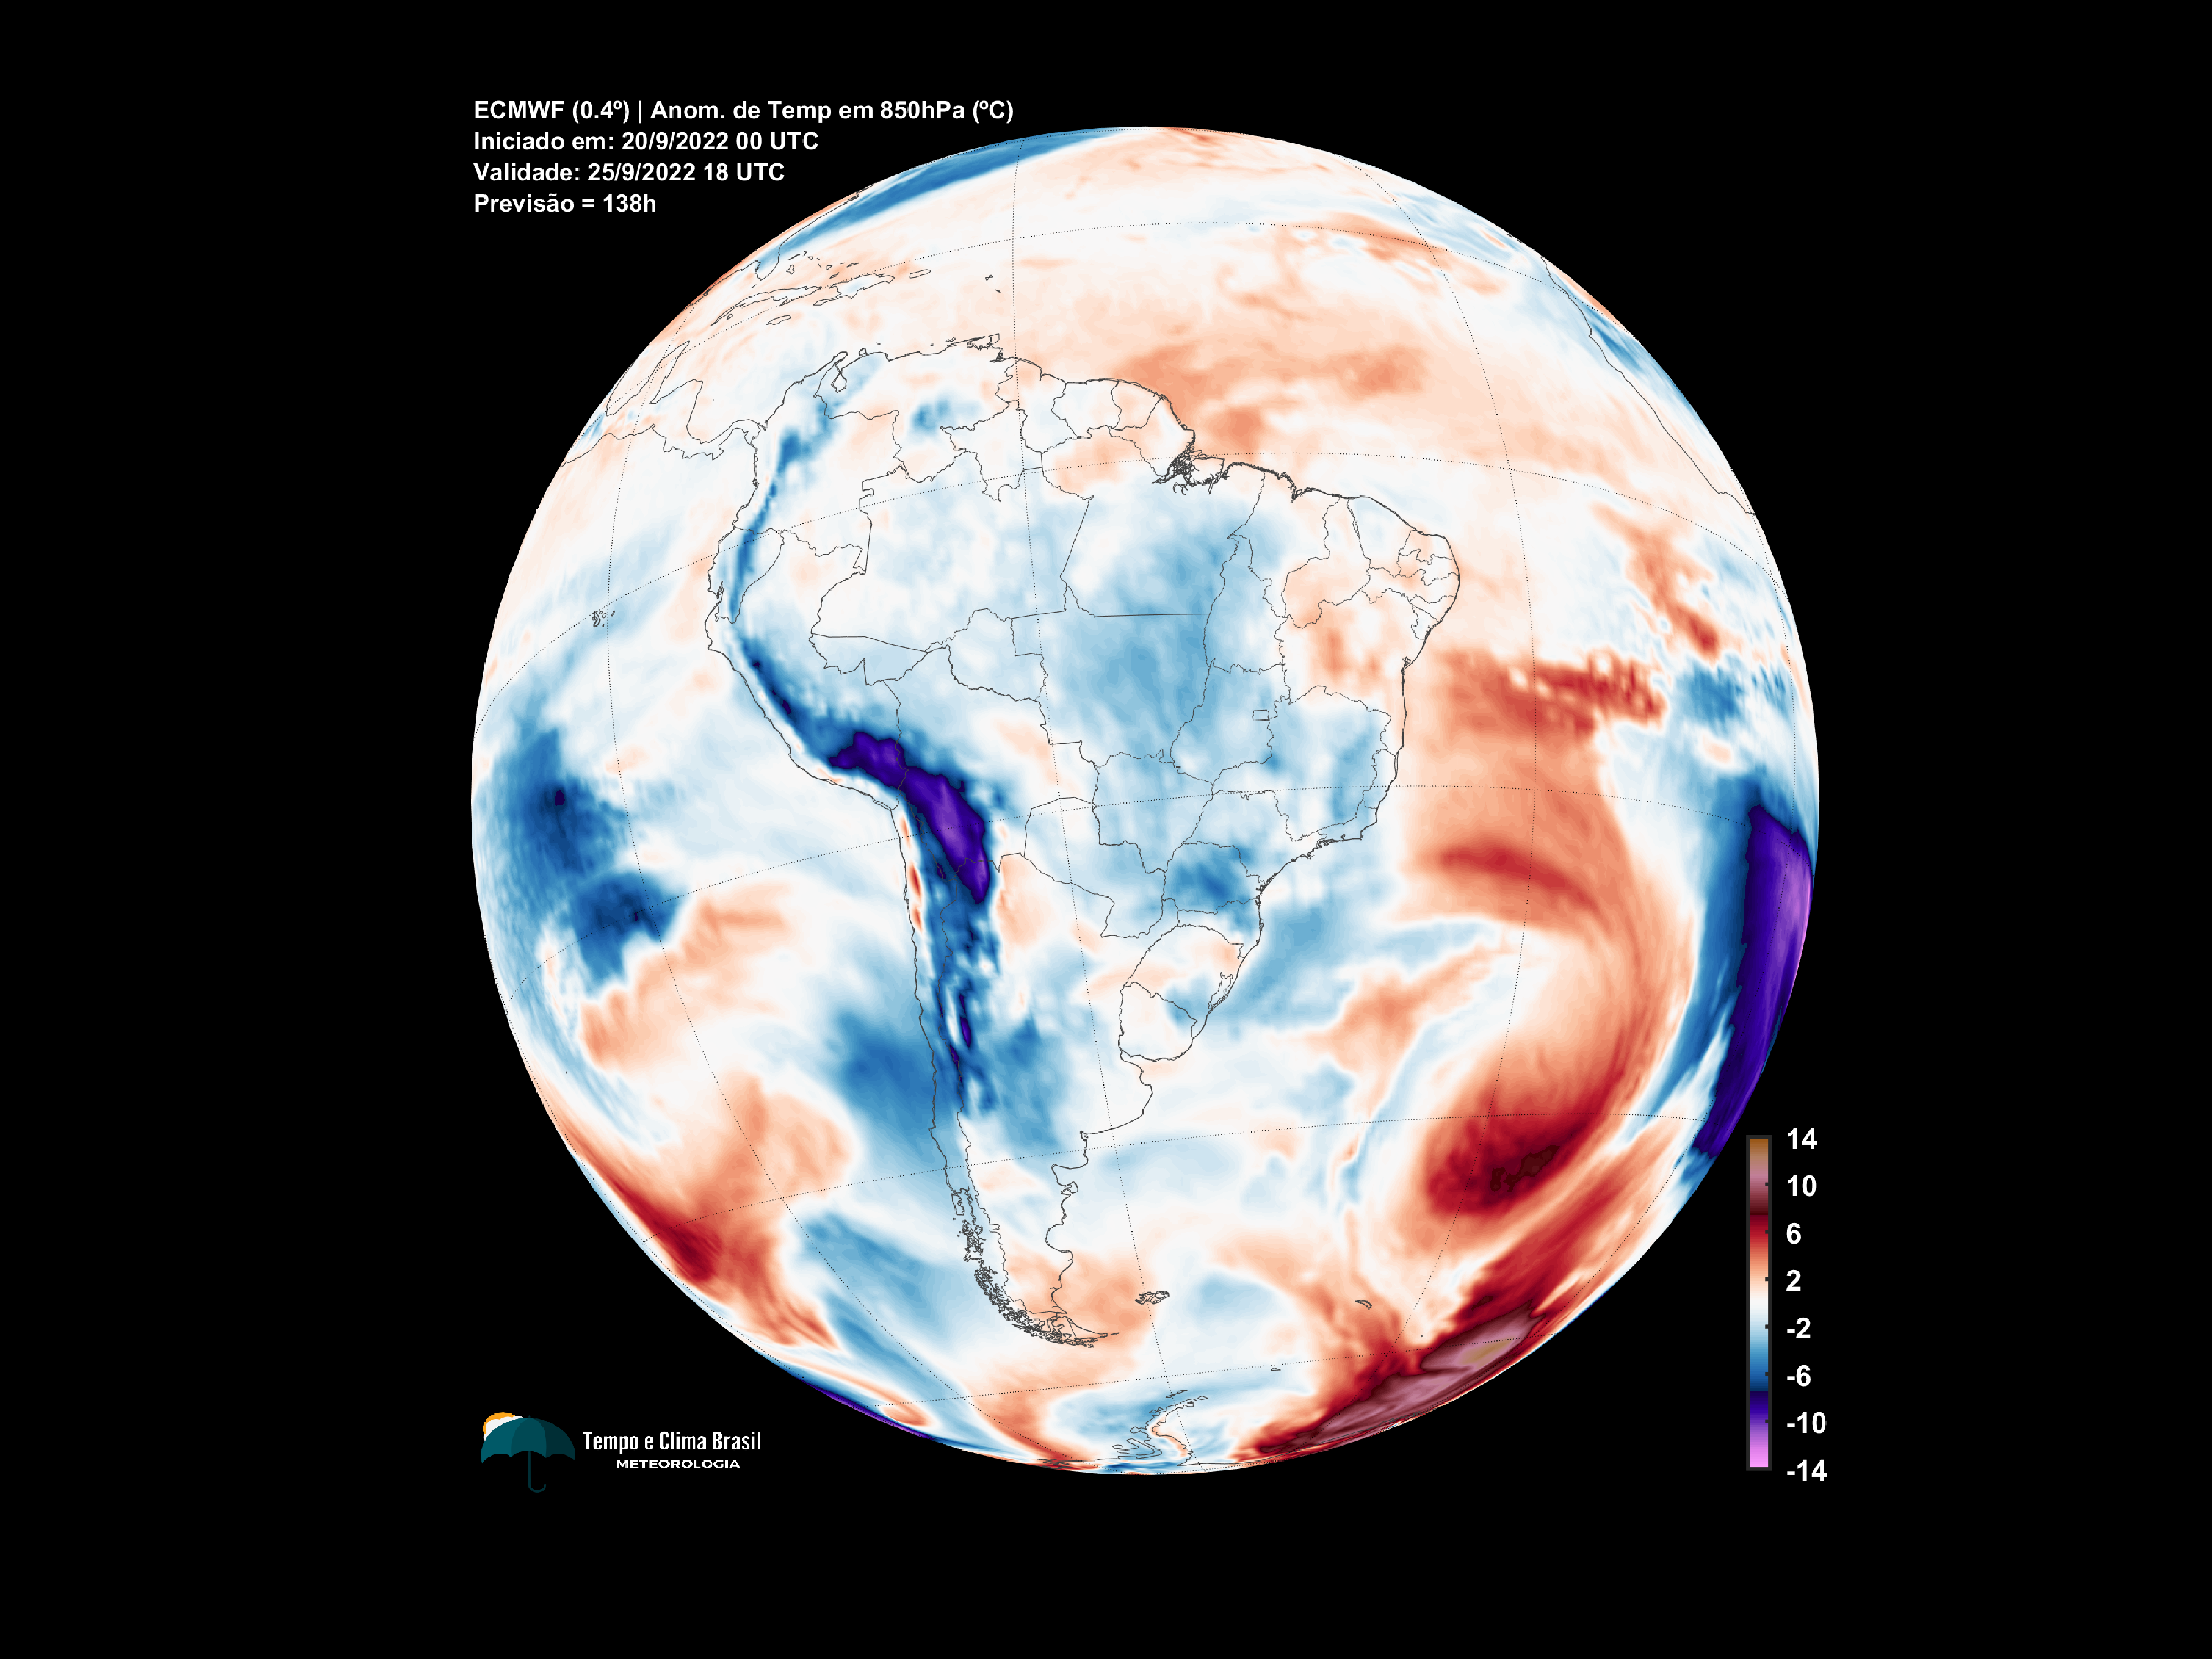 ECMWF (0.4º) | Anom. de Temp em 850hPa (ºC)
Iniciado em: 20/9/2022 00 UTC
Validade: 25/9/2022 18 UTC
Previsão = 138h
14
10
6
2
-2
-6
-10
-14
Tempo e Clima Brasil
METEOROLOGIA